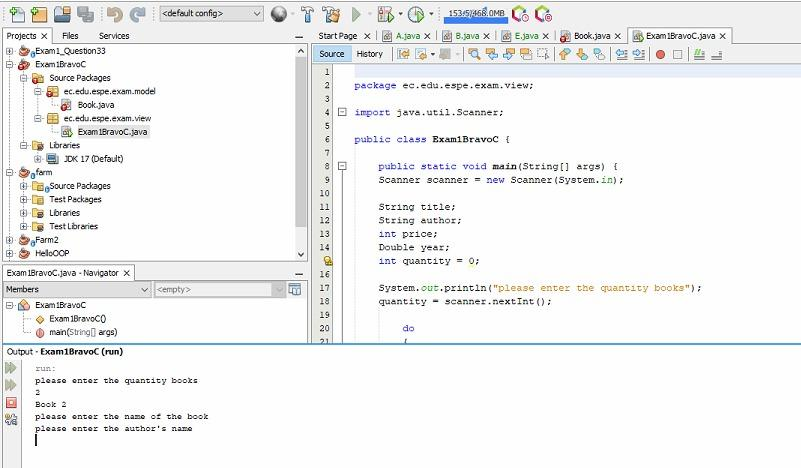 <default config>
153.5/468.0MB
Projects
Files
Services
Exam1_Question33
Exam1BravoC
Source Packages
ec.edu.espe.exam.model
Book.java
ec.edu.espe.exam.view
Exam1BravoC.java
Libraries
JDK 17 (Default)
farm
Source Packages
Test Packages
Libraries
Test Libraries
Farm2
HelloOOP
Exam1BravoC.java - Navigator
Members
<empty>
Exam1BravoC
Exam1BravoC()
main(String[] args)
Start Page
A.java
B.java
E.java
Book.java
Exam1BravoC.java
Source
History
1
2 package ec.edu.espe.exam.view;
3
4 import java.util.Scanner;
5
6 public class Exam1BravoC {
7
8 public static void main(String[] args) {
9 Scanner scanner = new Scanner(System.in);
10
11 String title;
12 String author;
13 int price;
14 Double year;
int quantity = 0;
16
17 System.out.println("please enter the quantity books");
18 quantity = scanner.nextInt();
19
20 do
21 {
Output - Exam1BravoC (run)
run:
please enter the quantity books
2
Book 2
please enter the name of the book
please enter the author's name